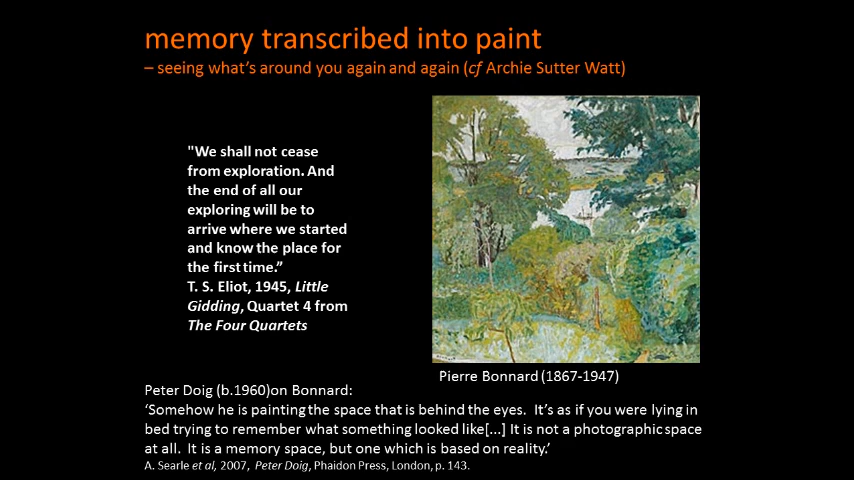 memory transcribed into paint
– seeing what's around you again and again (cf Archie Sutter Watt)
"We shall not cease
from exploration. And
the end of all our
exploring will be to
arrive where we started
and know the place for
the first time.”
T. S. Eliot, 1945, Little
Gidding, Quartet 4 from
The Four Quartets
Pierre Bonnard (1867-1947)
Peter Doig (b.1960)on Bonnard:
‘Somehow he is painting the space that is behind the eyes.  It’s as if you were lying in
bed trying to remember what something looked like[...] It is not a photographic space
at all.  It is a memory space, but one which is based on reality.’
A. Searle et al, 2007,  Peter Doig, Phaidon Press, London, p. 143.